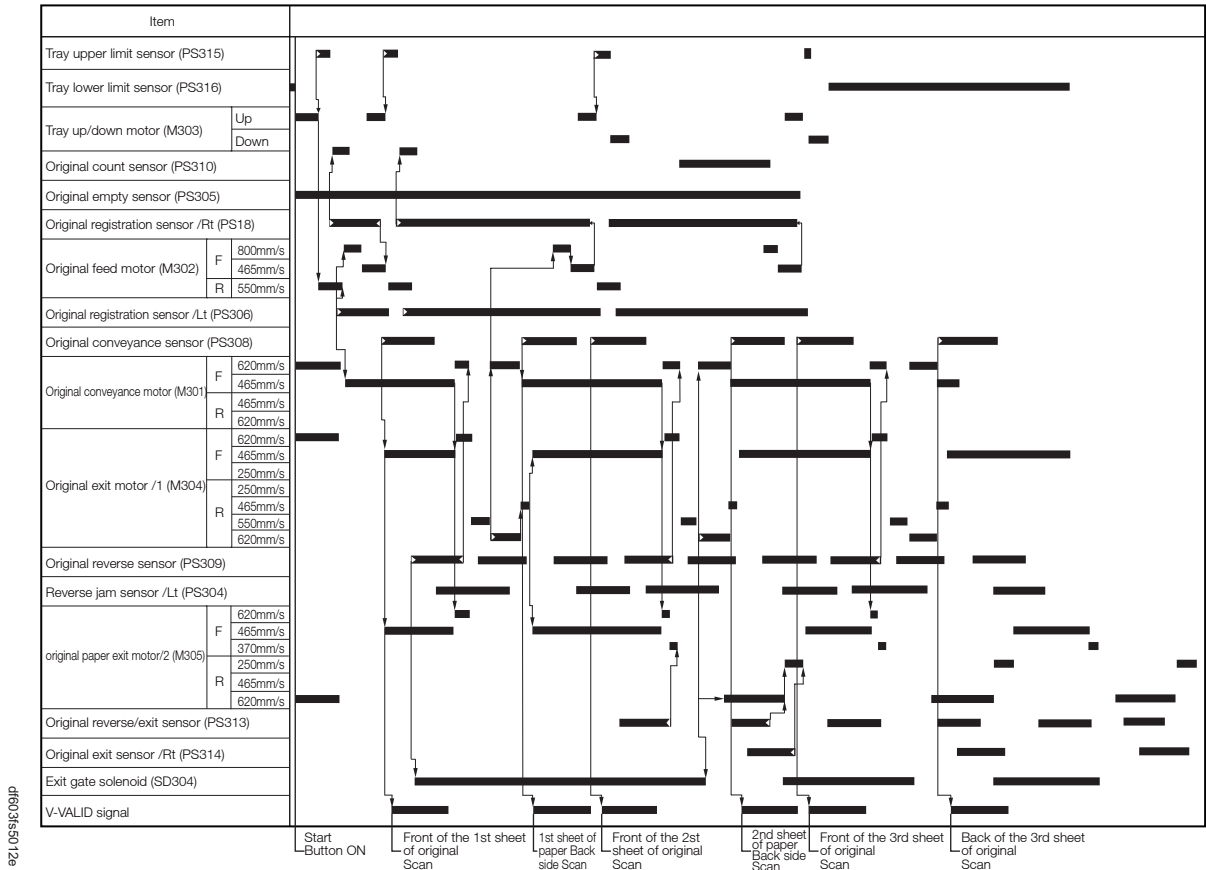 Item
Tray upper limit sensor (PS315)
Tray lower limit sensor (PS316)
Tray up/down motor (M303)
Up
Down
Original count sensor (PS310)
Original empty sensor (PS305)
Original registration sensor /Rt (PS18)
Original feed motor (M302)
F
800mm/s
465mm/s
R
550mm/s
Original registration sensor /Lt (PS306)
Original conveyance sensor (PS308)
Original conveyance motor (M301)
F
620mm/s
465mm/s
R
465mm/s
620mm/s
Original exit motor /1 (M304)
F
620mm/s
465mm/s
250mm/s
R
250mm/s
465mm/s
550mm/s
620mm/s
Original reverse sensor (PS309)
Reverse jam sensor /Lt (PS304)
original paper exit motor/2 (M305)
F
620mm/s
465mm/s
370mm/s
R
250mm/s
465mm/s
620mm/s
Original reverse/exit sensor (PS313)
Original exit sensor /Rt (PS314)
Exit gate solenoid (SD304)
V-VALID signal
Start
Button ON
Front of the 1st sheet
of original
Scan
1st sheet of
paper Back
side Scan
Front of the 2st
sheet of original
Scan
2nd sheet
of paper
Back side
Scan
Front of the 3rd sheet
of original
Scan
Back of the 3rd sheet
of original
Scan
df603fs5012e